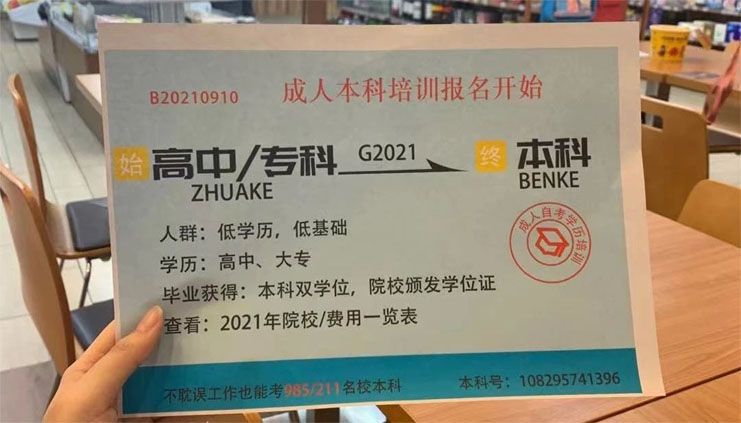 B20210910 成人本科培训报名开始
始 高中/专科 G2021 终 本科
ZHUAKE BENKE
人群：低学历，低基础
学历：高中、大专
毕业获得：本科双学位，院校颁发学位证
查看：2021年院校/费用一览表
成人自考学历培训
不耽误工作也能考985/211名校本科 本科号：108295741396